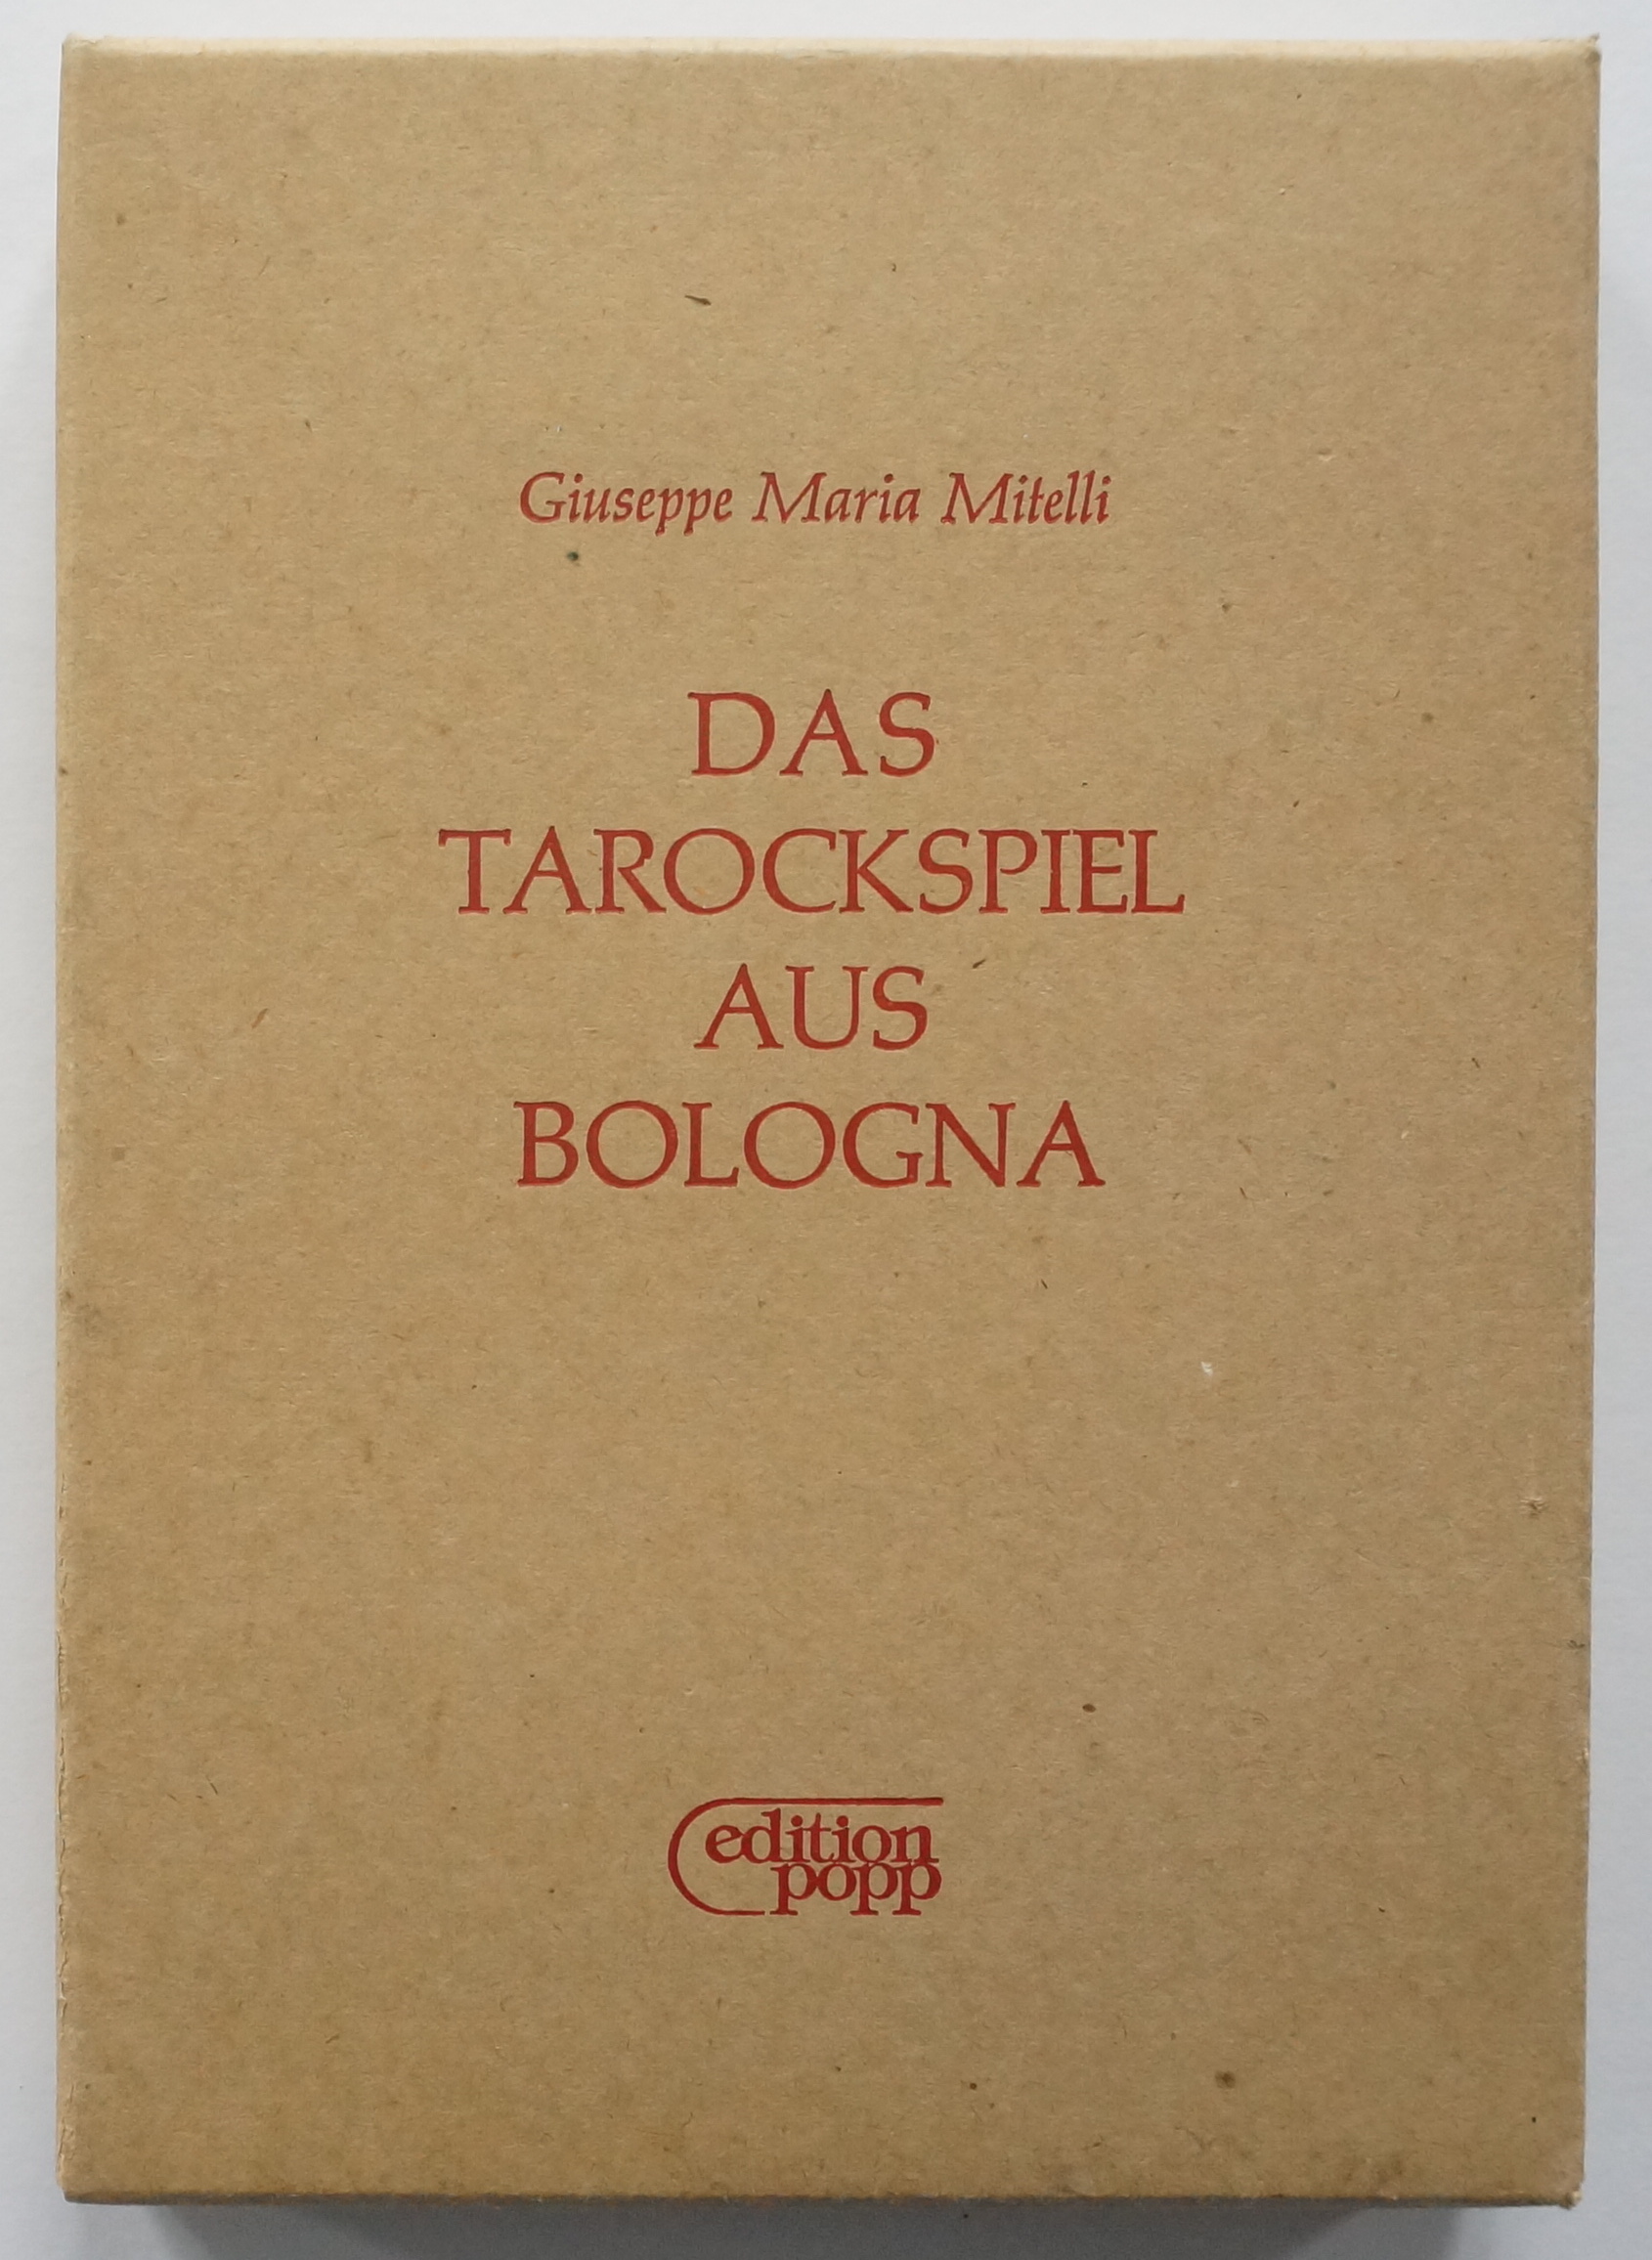 Giuseppe Maria Mitelli
DAS
TAROCKSPIEL
AUS
BOLOGNA
edition
popp